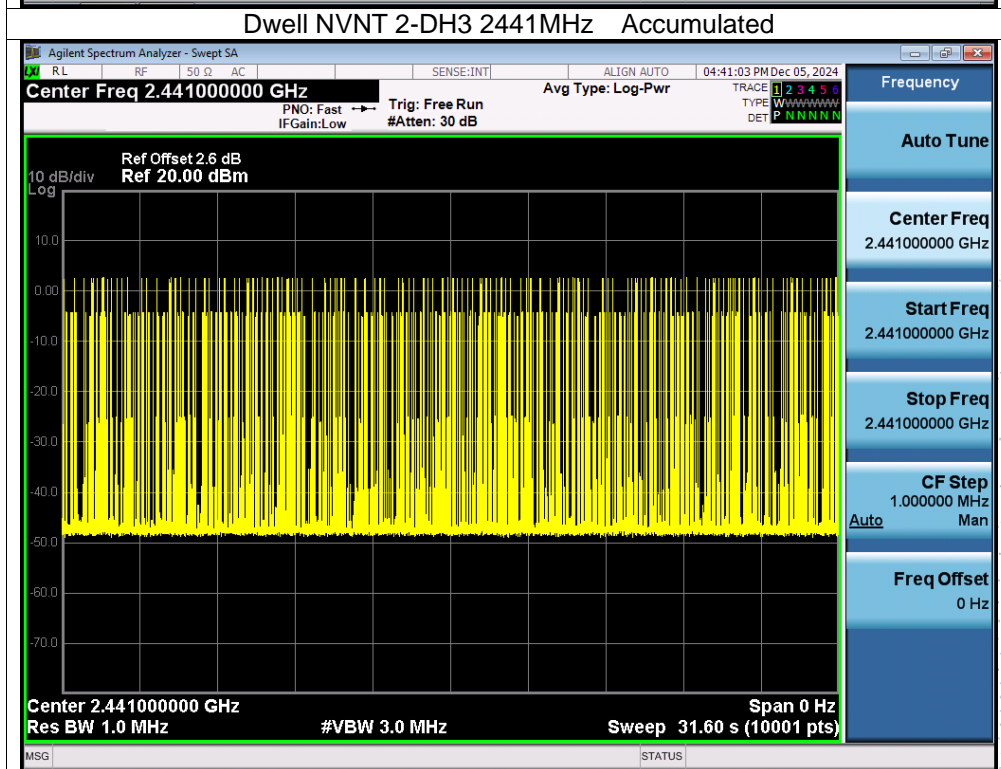 Dwell NVNT 2-DH3 2441MHz    Accumulated
Agilent Spectrum Analyzer - Swept SA
LXI RL RF 50 Ω AC SENSE:INT ALIGN AUTO 04:41:03 PM Dec 05, 2024
Center Freq 2.441000000 GHz
PNO: Fast
IFGain:Low
Trig: Free Run
#Atten: 30 dB
Avg Type: Log-Pwr
TRACE 1 2 3 4 5 6
TYPE WWWWWWW
DET P N N N N N
Ref Offset 2.6 dB
10 dB/div Ref 20.00 dBm
Log
10.0
0.00
-10.0
-20.0
-30.0
-40.0
-50.0
-60.0
-70.0
Center 2.441000000 GHz Span 0 Hz
Res BW 1.0 MHz #VBW 3.0 MHz Sweep 31.60 s (10001 pts)
MSG STATUS
Frequency
Auto Tune
Center Freq
2.441000000 GHz
Start Freq
2.441000000 GHz
Stop Freq
2.441000000 GHz
CF Step
1.000000 MHz
Auto Man
Freq Offset
0 Hz